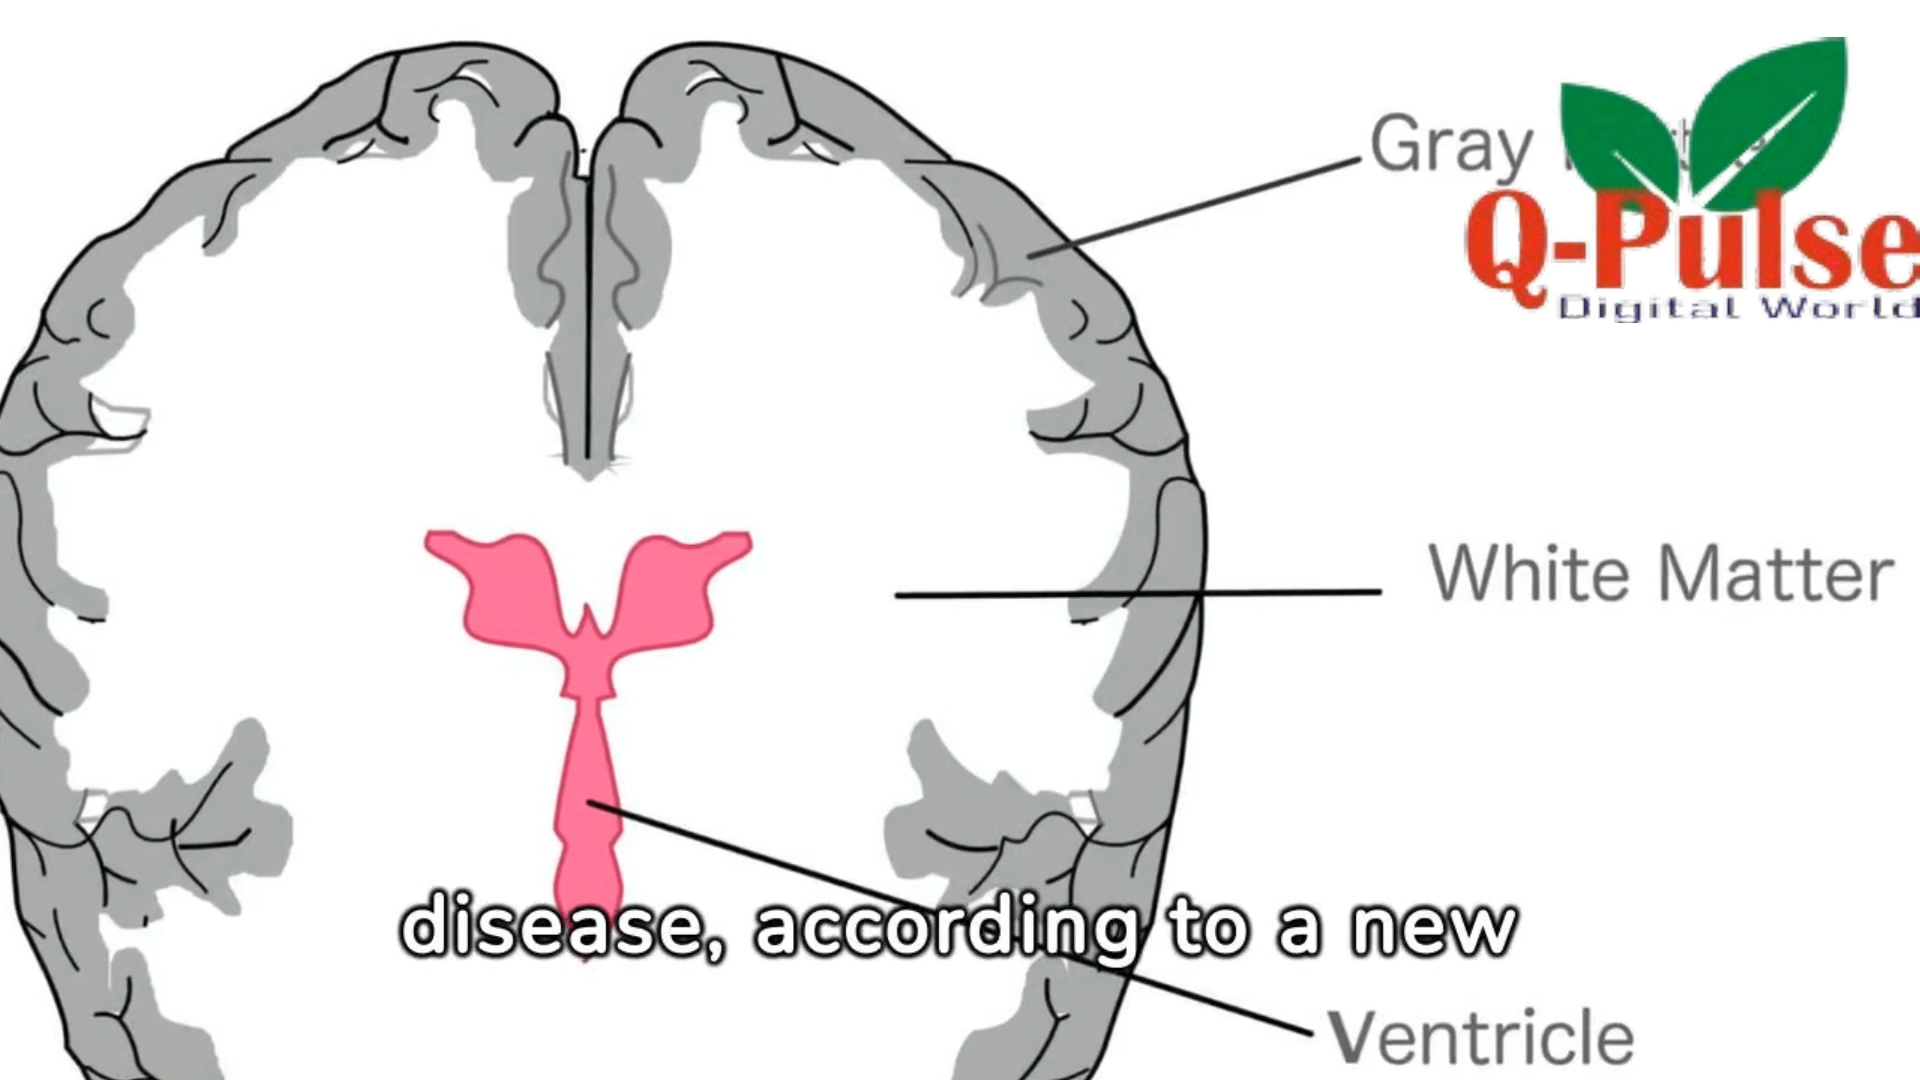 Gray
Q-Pulse
Digital World
White Matter
disease, according to a new
Ventricle